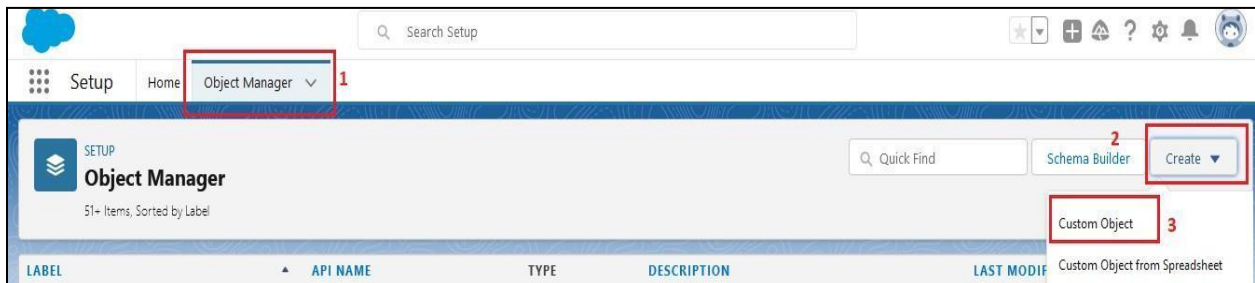 Search Setup
Setup Home Object Manager 1
SETUP
Object Manager
51+ Items, Sorted by Label
Quick Find Schema Builder 2 Create
Custom Object 3
Custom Object from Spreadsheet
LABEL API NAME TYPE DESCRIPTION LAST MODIF